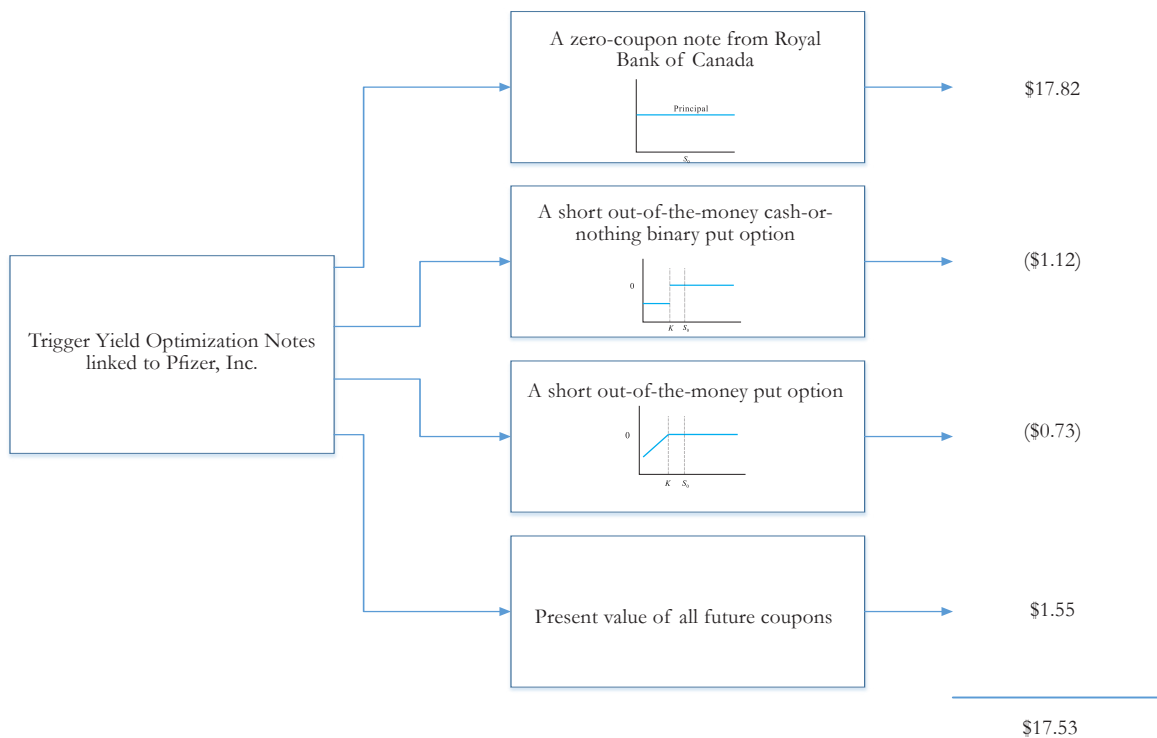 A zero-coupon note from Royal
Bank of Canada
Principal
S₀
$17.82
A short out-of-the-money cash-or-
nothing binary put option
0
K S₀
($1.12)
Trigger Yield Optimization Notes
linked to Pfizer, Inc.
A short out-of-the-money put option
0
K S₀
($0.73)
Present value of all future coupons
$1.55
$17.53